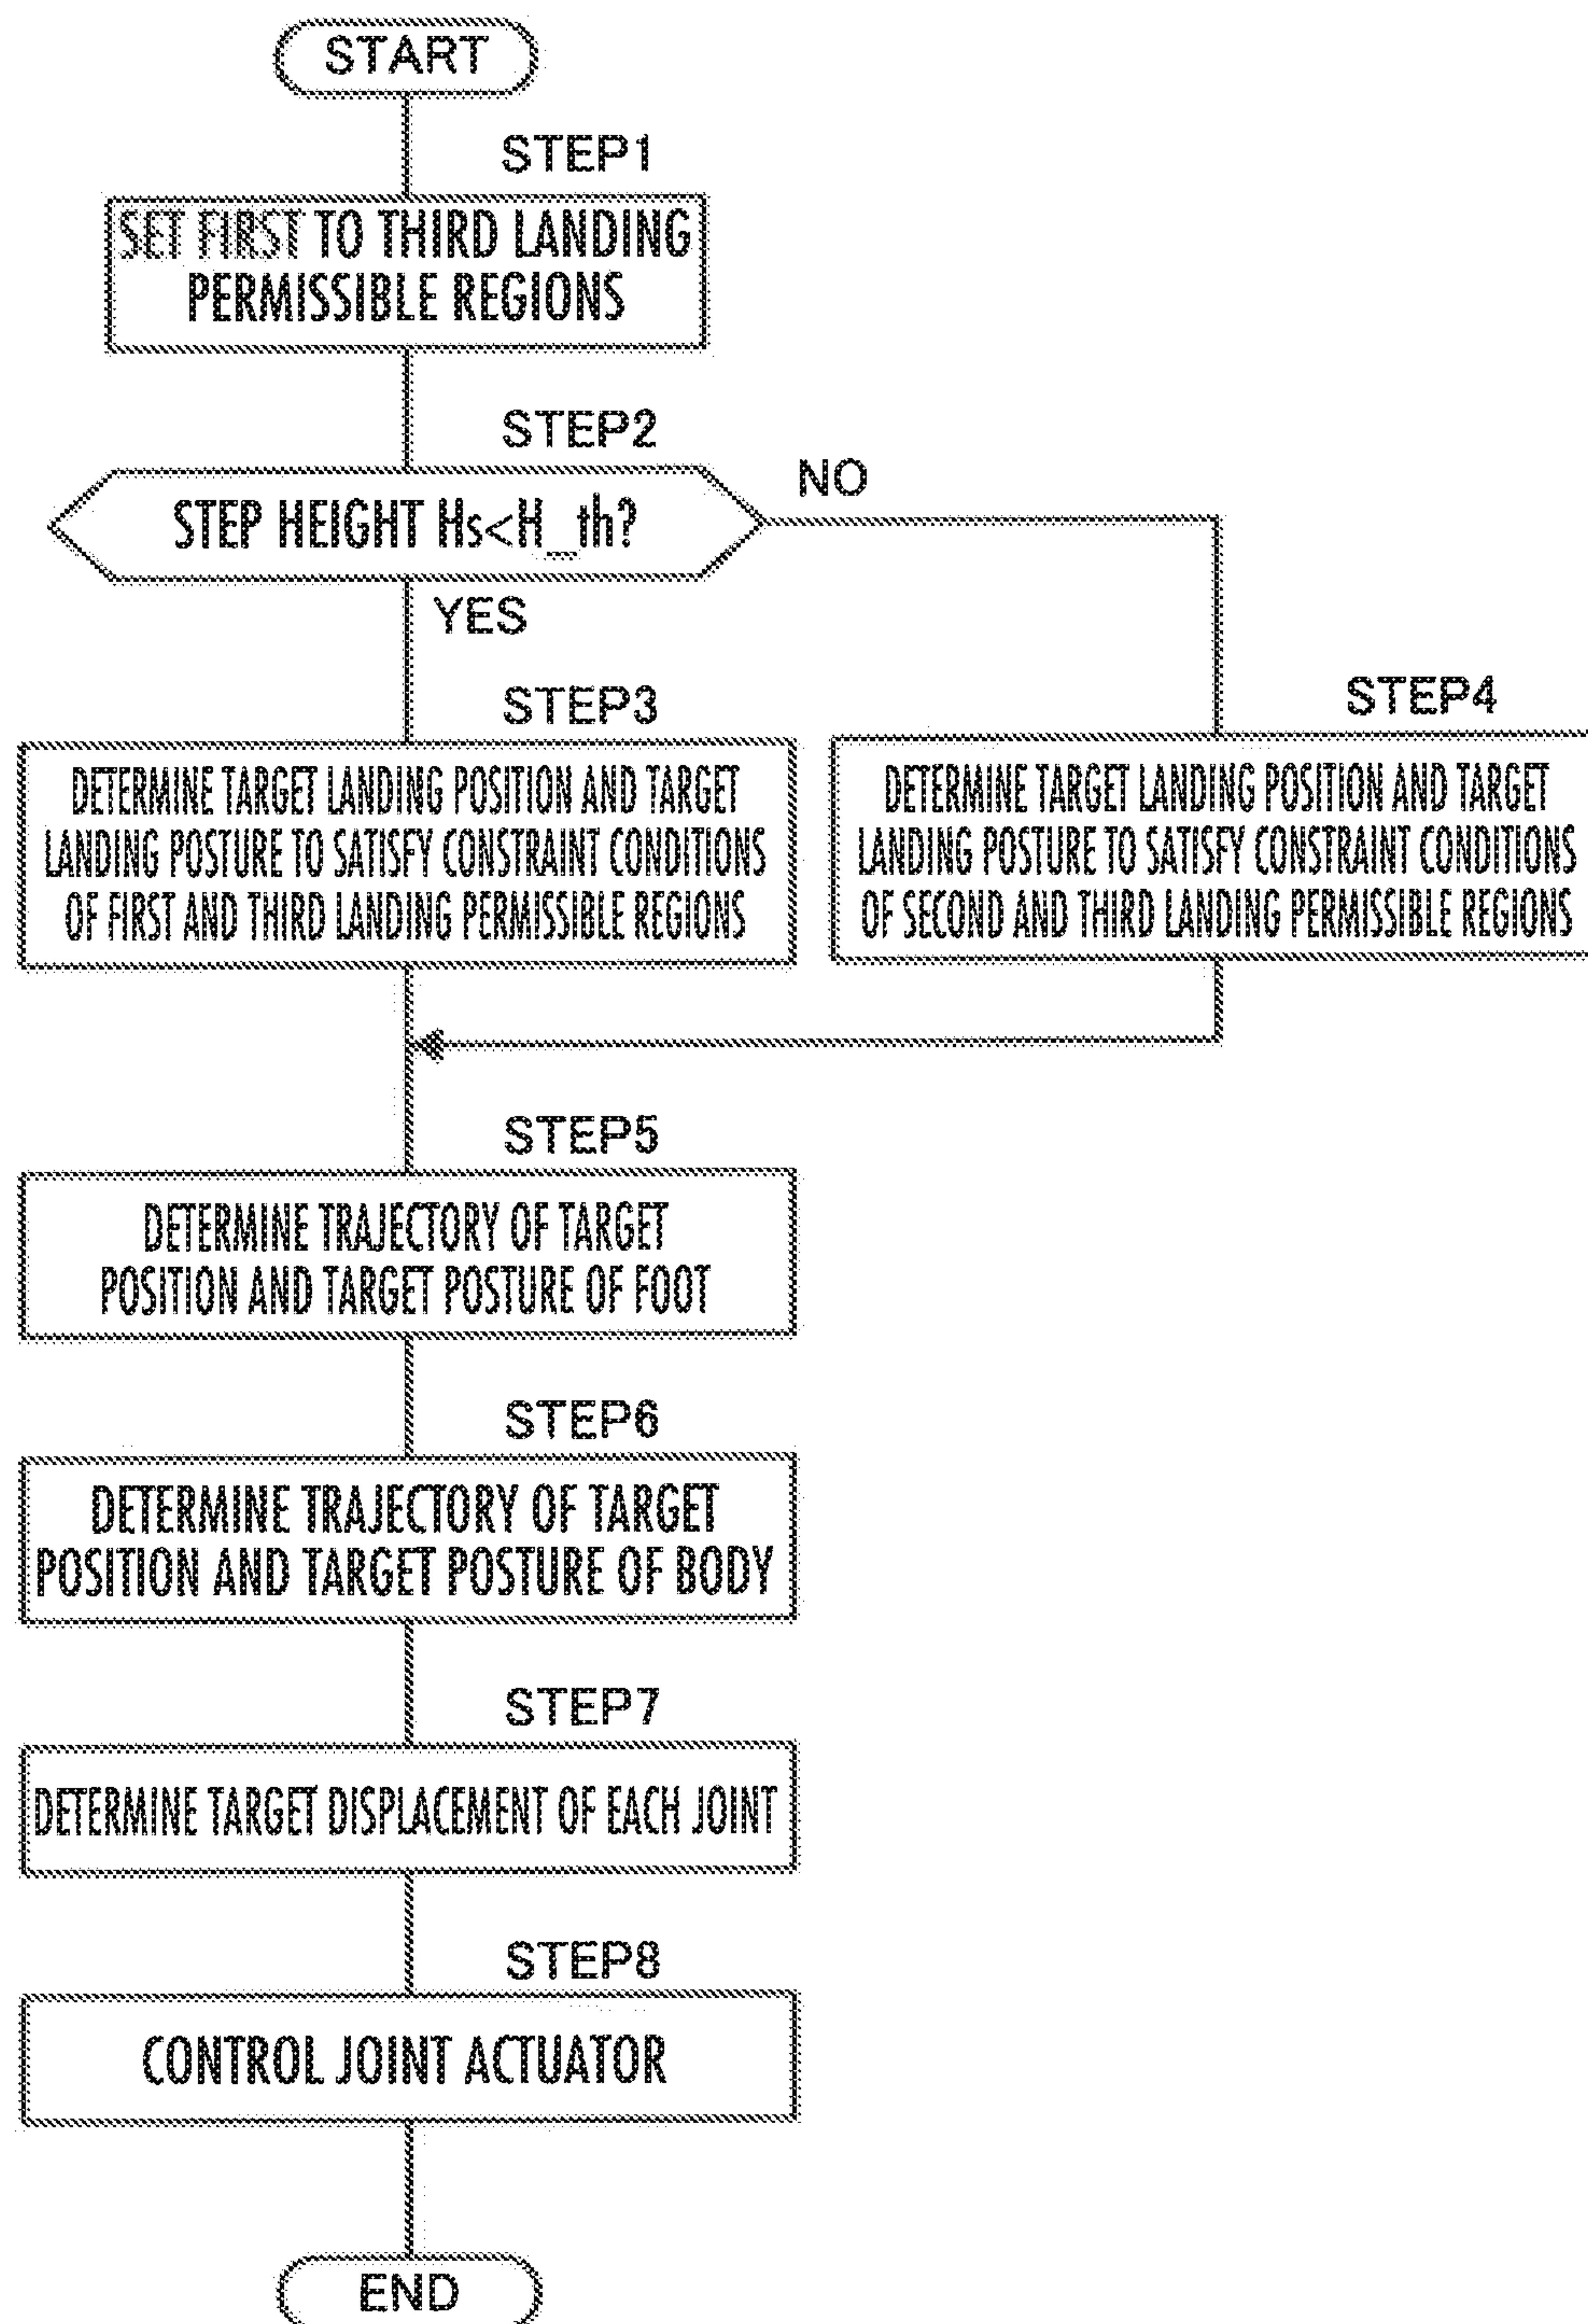 START
STEP1
SET FIRST TO THIRD LANDING
PERMISSIBLE REGIONS
STEP2
STEP HEIGHT Hs<H_th?
NO
YES
STEP3
DETERMINE TARGET LANDING POSITION AND TARGET
LANDING POSTURE TO SATISFY CONSTRAINT CONDITIONS
OF FIRST AND THIRD LANDING PERMISSIBLE REGIONS
STEP4
DETERMINE TARGET LANDING POSITION AND TARGET
LANDING POSTURE TO SATISFY CONSTRAINT CONDITIONS
OF SECOND AND THIRD LANDING PERMISSIBLE REGIONS
STEP5
DETERMINE TRAJECTORY OF TARGET
POSITION AND TARGET POSTURE OF FOOT
STEP6
DETERMINE TRAJECTORY OF TARGET
POSITION AND TARGET POSTURE OF BODY
STEP7
DETERMINE TARGET DISPLACEMENT OF EACH JOINT
STEP8
CONTROL JOINT ACTUATOR
END